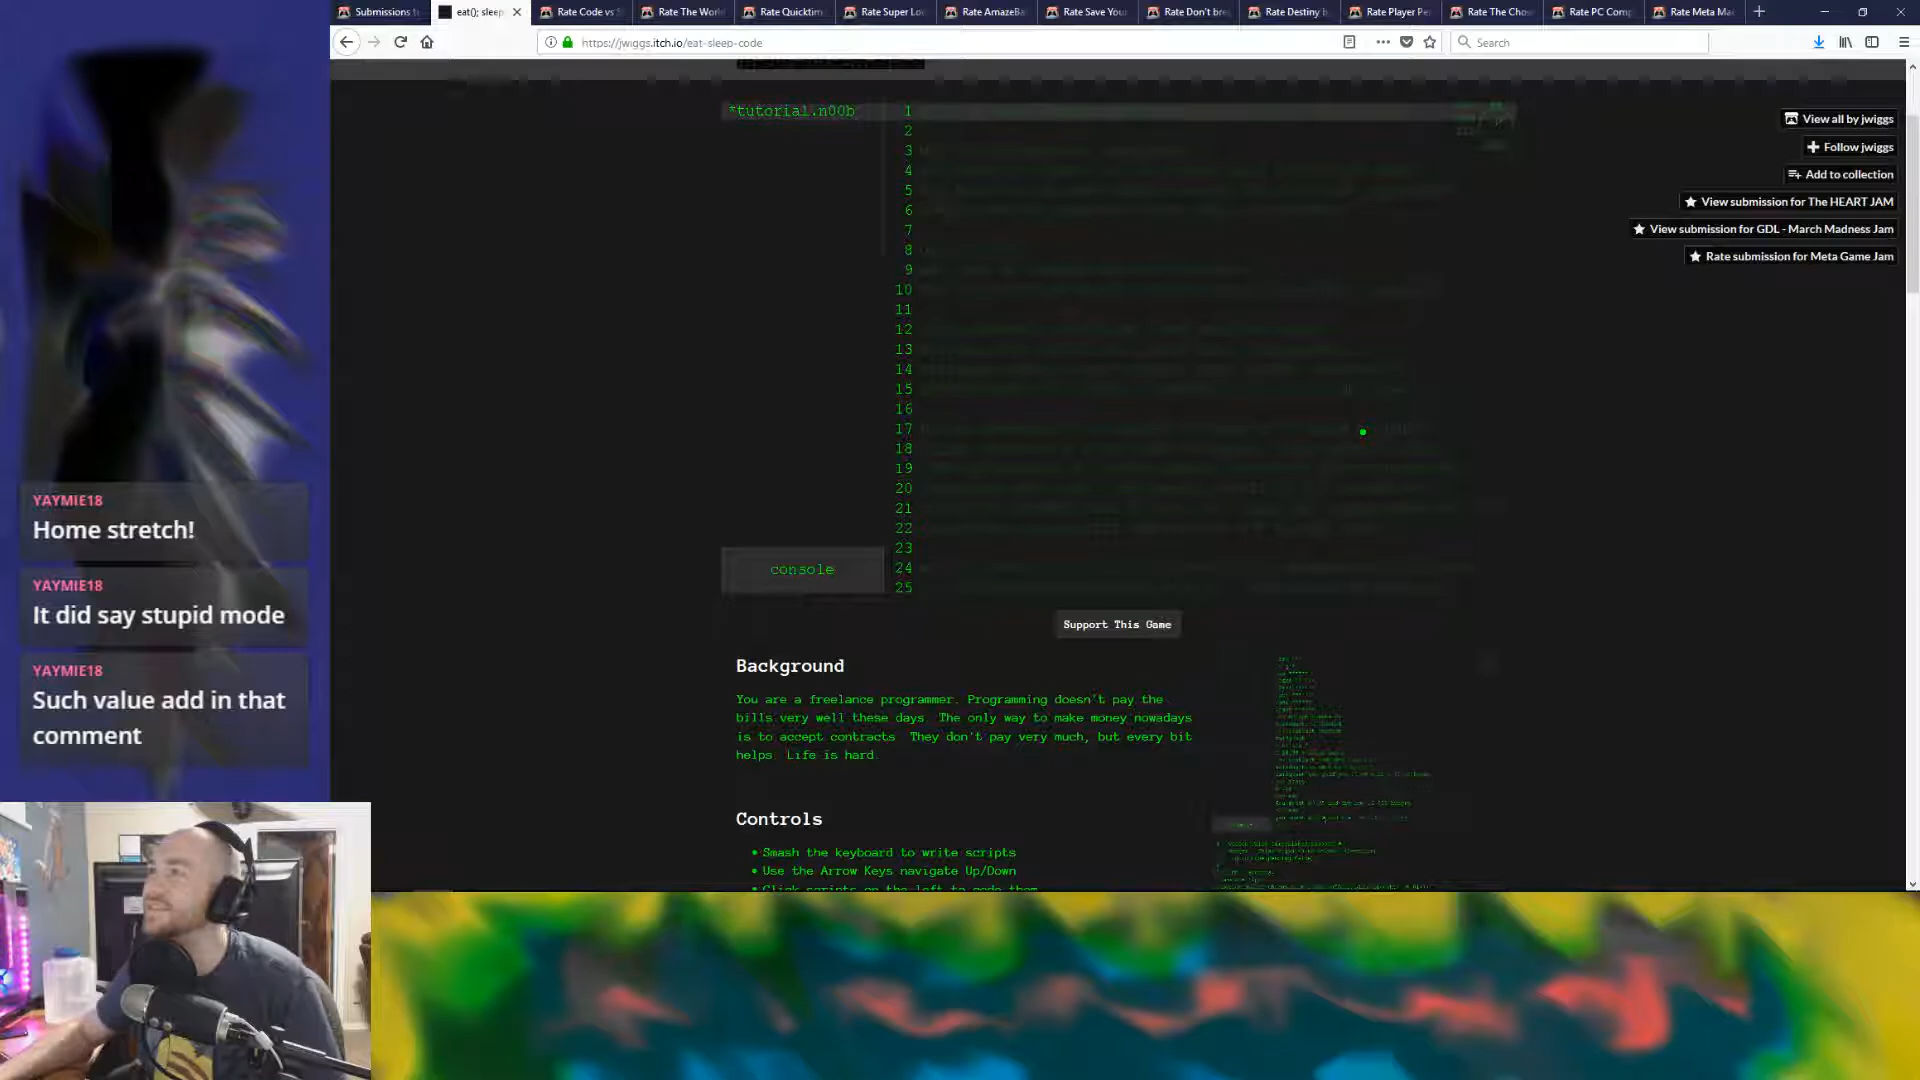 Submissions t
eat(); sleep
Rate Code vs S
Rate The World
Rate Quicktim
Rate Super Lo
Rate AmazeBa
Rate Save You
Rate Don't bre
Rate Destiny i
Rate Player Pe
Rate The Chos
Rate PC Comp
Rate Meta Ma
https://jwiggs.itch.io/eat-sleep-code
Search
*tutorial.n00b
1
2
3
4
5
6
7
8
9
10
11
12
13
14
15
16
17
18
19
20
21
22
23
24
25
console
View all by jwiggs
Follow jwiggs
Add to collection
View submission for The HEART JAM
View submission for GDL - March Madness Jam
Rate submission for Meta Game Jam
Support This Game
Background
You are a freelance programmer. Programming doesn't pay the
bills very well these days. The only way to make money nowadays
is to accept contracts. They don't pay very much, but every bit
helps. Life is hard.
Controls
Smash the keyboard to write scripts
Use the Arrow Keys navigate Up/Down
Click scripts on the left to code them
YAYMIE18
Home stretch!
YAYMIE18
It did say stupid mode
YAYMIE18
Such value add in that
comment